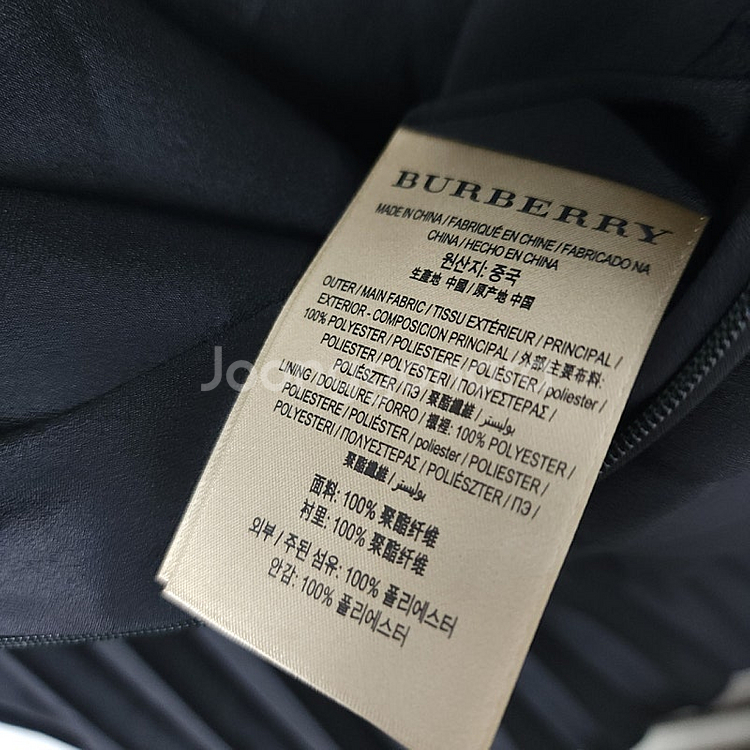 BURBERRY
MADE IN CHINA / FABRIQUÉ EN CHINE / FABRICADO NA
CHINA / HECHO EN CHINA
원산지: 중국
生產地 中國 / 原产地 中国
OUTER / MAIN FABRIC / TISSU EXTÉRIEUR / PRINCIPAL /
EXTERIOR - COMPOSICION PRINCIPAL / 外部 主要布料:
100% POLYESTER / POLIESTERE / POLIÉSTER / poliester /
POLIESTER / POLYESTERI / ΠΟΛΥΕΣΤΕΡΑΣ /
POLIÉSZTER / ПЭ / 聚酯纖維 / بوليستر
LINING / DOUBLURE / FORRO / 襯裡: 100% POLYESTER /
POLIESTERE / POLIÉSTER / poliester / POLIESTER /
POLYESTERI / ΠΟΛΥΕΣΤΕΡΑΣ / POLIÉSZTER / ПЭ /
聚酯纖維 / بوليستر
面料: 100% 聚酯纤维
衬里: 100% 聚酯纤维
외부 / 주된 섬유: 100% 폴리에스터
안감: 100% 폴리에스터